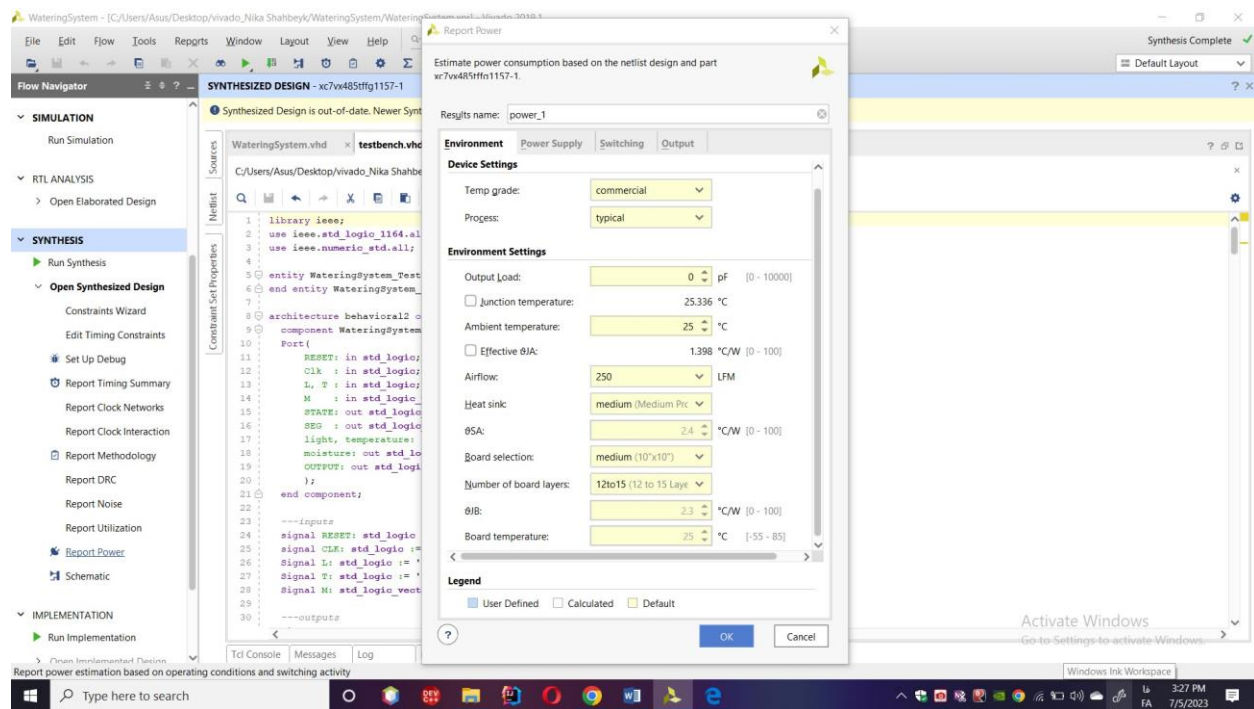 WateringSystem - [C:/Users/Asus/Desktop/vivado_Nika Shahbeyk/WateringSystem/WateringSystem.xpr] - Vivado 2019.1
File Edit Flow Tools Reports Window Layout View Help
Synthesis Complete
Default Layout
Flow Navigator
SIMULATION
Run Simulation
RTL ANALYSIS
Open Elaborated Design
SYNTHESIS
Run Synthesis
Open Synthesized Design
Constraints Wizard
Edit Timing Constraints
Set Up Debug
Report Timing Summary
Report Clock Networks
Report Clock Interaction
Report Methodology
Report DRC
Report Noise
Report Utilization
Report Power
Schematic
IMPLEMENTATION
Run Implementation
Open Implemented Design
SYNTHESIZED DESIGN - xc7vx485tffg1157-1
Synthesized Design is out-of-date. Newer Synt
Sources
Netlist
Constraint Set Properties
WateringSystem.vhd × testbench.vhd
C:/Users/Asus/Desktop/vivado_Nika Shahbe
1 library ieee;
2 use ieee.std_logic_1164.al
3 use ieee.numeric_std.all;
4
5 entity WateringSystem_Test
6 end entity WateringSystem_
7
8 architecture behavioral2 o
9 component WateringSystem
10 Port(
11 RESET: in std_logic;
12 Clk : in std_logic;
13 L, T : in std_logic;
14 M : in std_logic_
15 STATE: out std_logic
16 SEG : out std_logic
17 light, temperature:
18 moisture: out std_lo
19 OUTPUT: out std_logi
20 );
21 end component;
22
23 ---inputs
24 signal RESET: std_logic
25 signal CLK: std_logic :=
26 Signal L: std_logic := '
27 Signal T: std_logic := '
28 Signal M: std_logic_vect
29
30 ---outputs
Tcl Console Messages Log
Report Power
Estimate power consumption based on the netlist design and part
xc7vx485tffg1157-1.
Results name: power_1
Environment Power Supply Switching Output
Device Settings
Temp grade: commercial
Process: typical
Environment Settings
Output Load: 0 pF [0 - 10000]
Junction temperature: 25.336 °C
Ambient temperature: 25 °C
Effective θJA: 1.398 °C/W [0 - 100]
Airflow: 250 LFM
Heat sink: medium (Medium Prc
θSA: 2.4 °C/W [0 - 100]
Board selection: medium (10"x10")
Number of board layers: 12to15 (12 to 15 Laye
θJB: 2.3 °C/W [0 - 100]
Board temperature: 25 °C [-55 - 85]
Legend
User Defined Calculated Default
? OK Cancel
Activate Windows
Go to Settings to activate Windows.
Report power estimation based on operating conditions and switching activity
Windows Ink Workspace
Type here to search
DEV
فا
FA
3:27 PM
7/5/2023